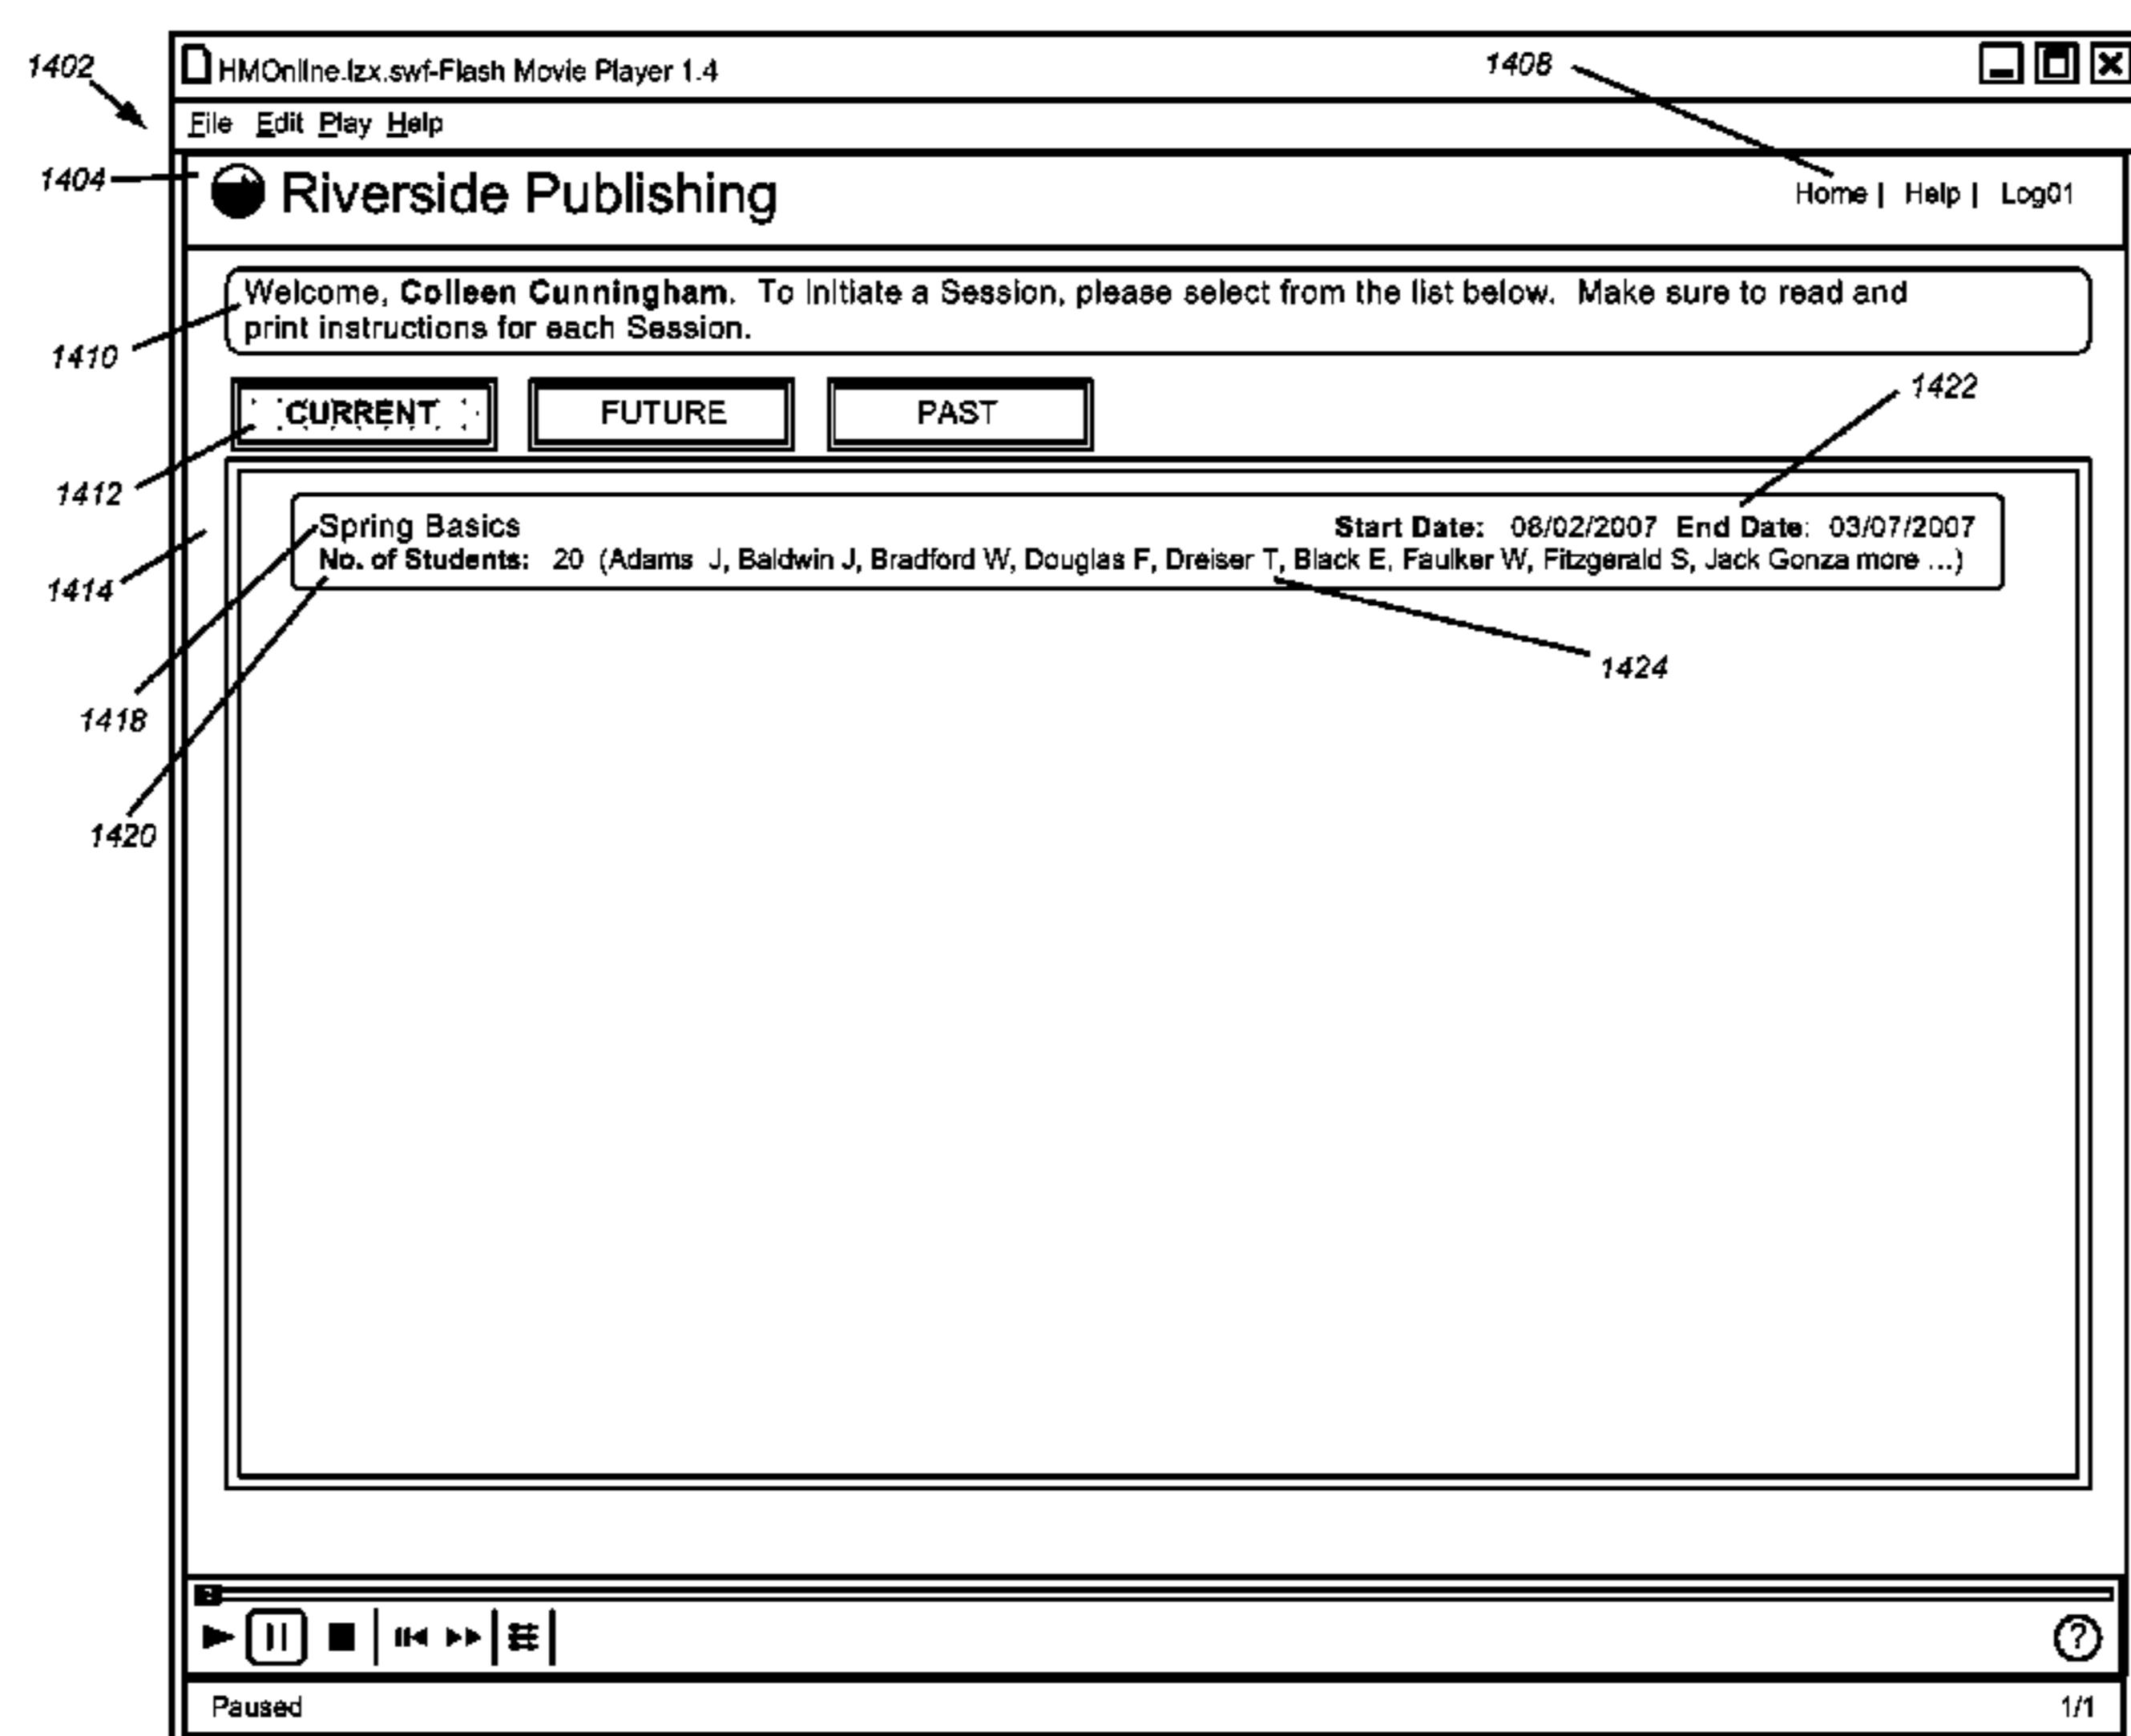 1402
HMOnline.lzx.swf-Flash Movie Player 1.4
1408
File Edit Play Help
1404
Riverside Publishing
Home | Help | Log01
Welcome, Colleen Cunningham. To Initiate a Session, please select from the list below. Make sure to read and
print instructions for each Session.
1410
1422
CURRENT FUTURE PAST
1412
Spring Basics Start Date: 08/02/2007 End Date: 03/07/2007
No. of Students: 20 (Adams J, Baldwin J, Bradford W, Douglas F, Dreiser T, Black E, Faulker W, Fitzgerald S, Jack Gonza more ...)
1414
1424
1418
1420
?
Paused 1/1